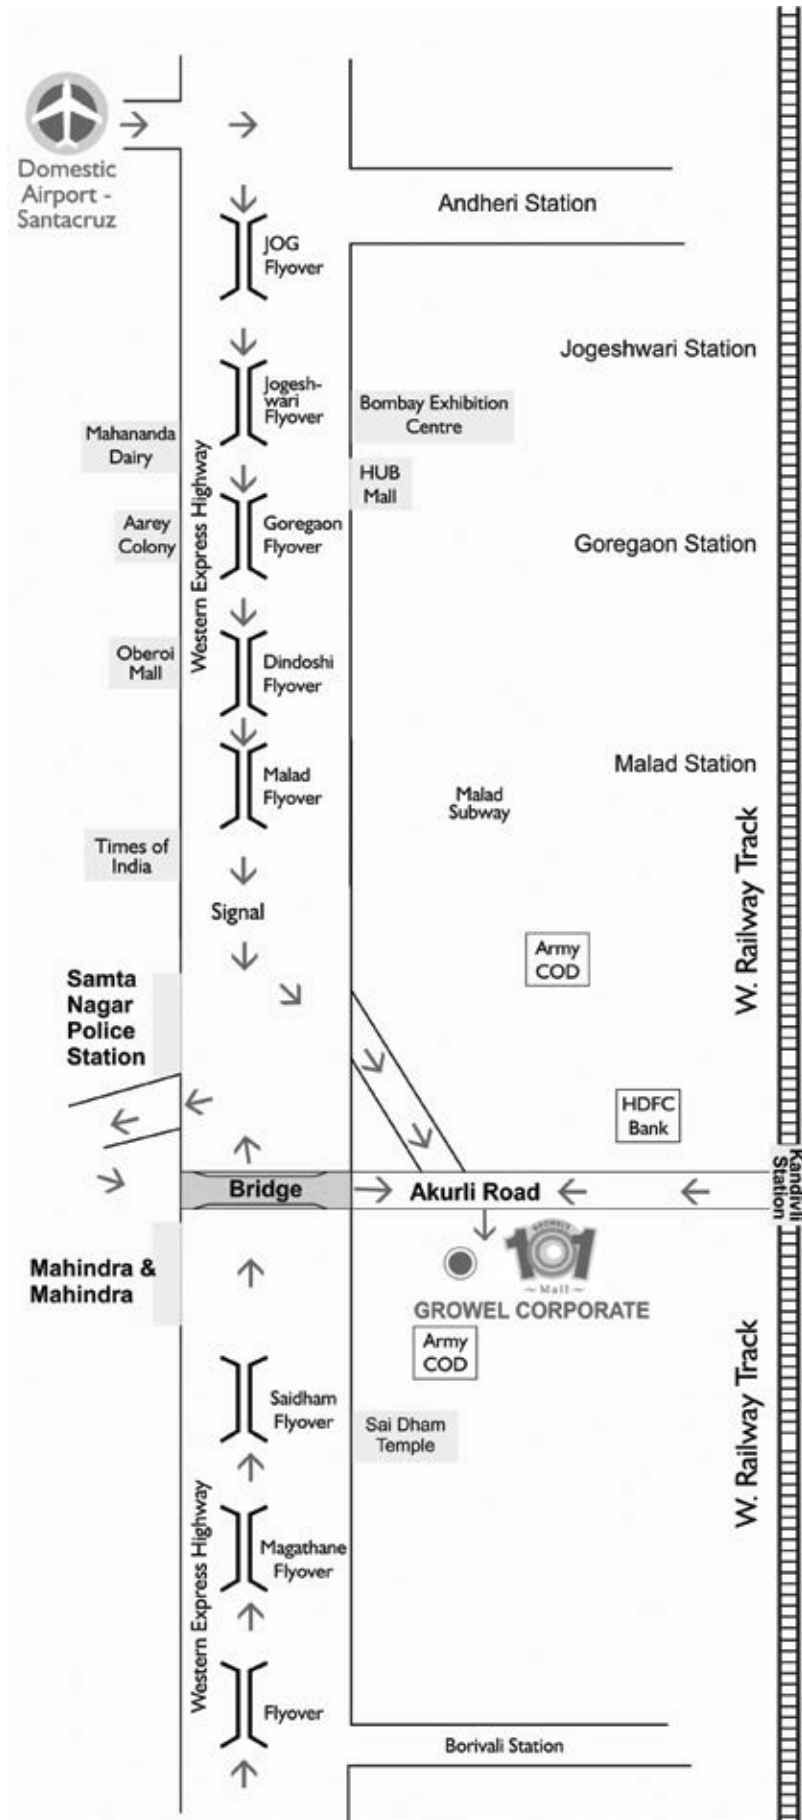 Domestic
Airport -
Santacruz
Andheri Station
JOG
Flyover
Jogeshwari Station
Jogesh-
wari
Flyover
Bombay Exhibition
Centre
Mahananda
Dairy
HUB
Mall
Western Express Highway
Aarey
Colony
Goregaon
Flyover
Goregaon Station
Oberoi
Mall
Dindoshi
Flyover
Malad Station
Malad
Flyover
Malad
Subway
Times of
India
W. Railway Track
Signal
Army
COD
Samta
Nagar
Police
Station
HDFC
Bank
Kandivli
Station
Bridge
Akurli Road
GROWEL'S
101
~ Mall ~
GROWEL CORPORATE
Mahindra &
Mahindra
Army
COD
W. Railway Track
Saidham
Flyover
Sai Dham
Temple
Western Express Highway
Magathane
Flyover
Flyover
Borivali Station